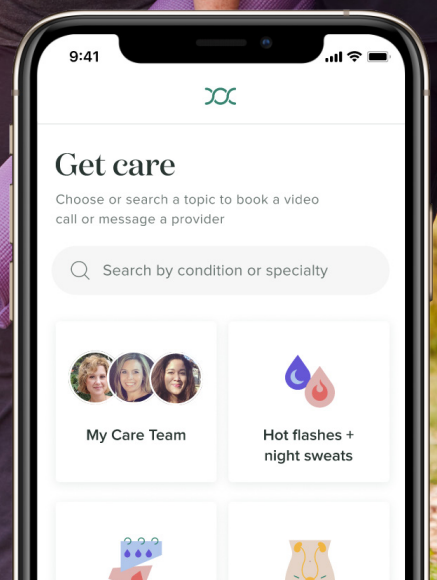 9:41
Get care
Choose or search a topic to book a video
call or message a provider
Search by condition or specialty
My Care Team
Hot flashes +
night sweats